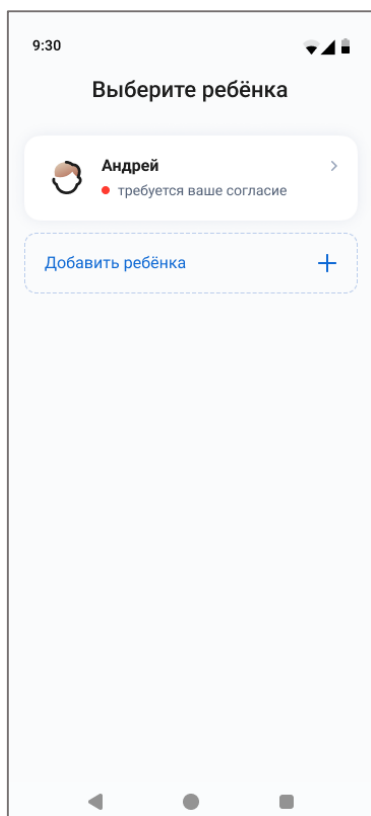 9:30
Выберите ребёнка
Андрей
требуется ваше согласие
Добавить ребёнка